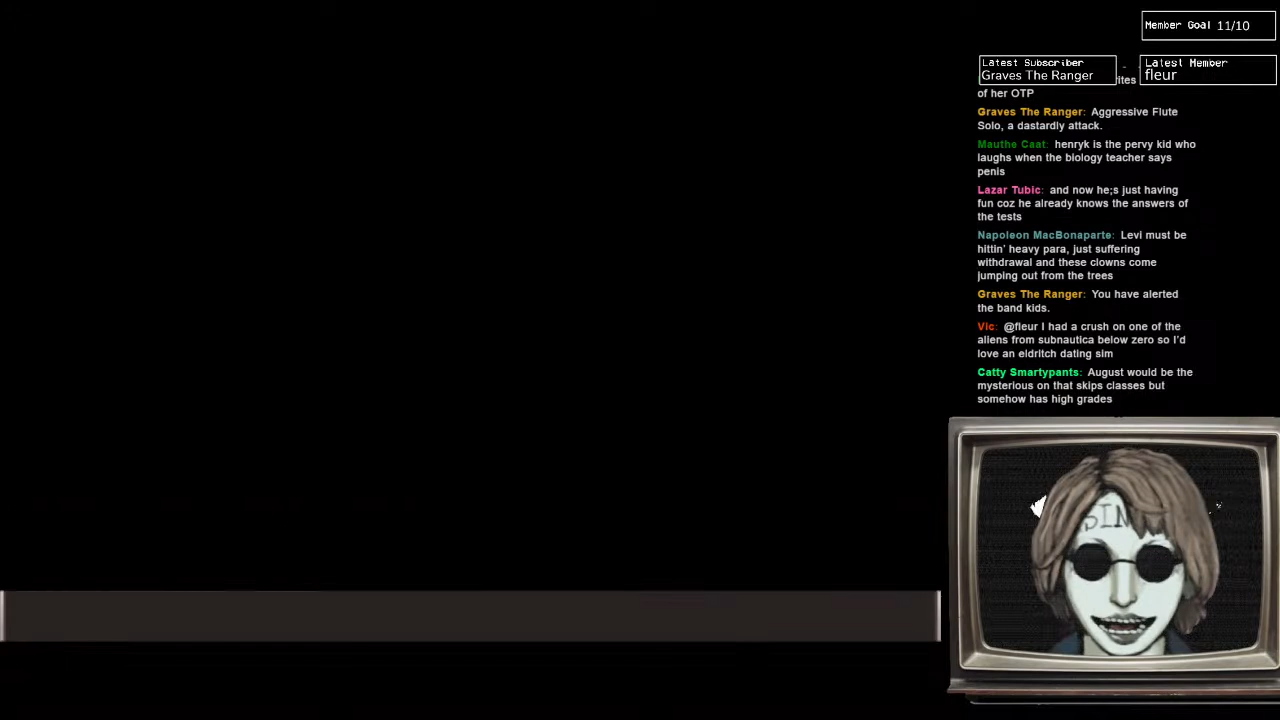 Member Goal 11/10
Latest Subscriber
Graves The Ranger
Latest Member
fleur
rites
of her OTP
Graves The Ranger: Aggressive Flute
Solo, a dastardly attack.
Mauthe Caat: henryk is the pervy kid who
laughs when the biology teacher says
penis
Lazar Tubic: and now he;s just having
fun coz he already knows the answers of
the tests
Napoleon MacBonaparte: Levi must be
hittin' heavy para, just suffering
withdrawal and these clowns come
jumping out from the trees
Graves The Ranger: You have alerted
the band kids.
Vic: @fleur I had a crush on one of the
aliens from subnautica below zero so I'd
love an eldritch dating sim
Catty Smartypants: August would be the
mysterious on that skips classes but
somehow has high grades
SIN